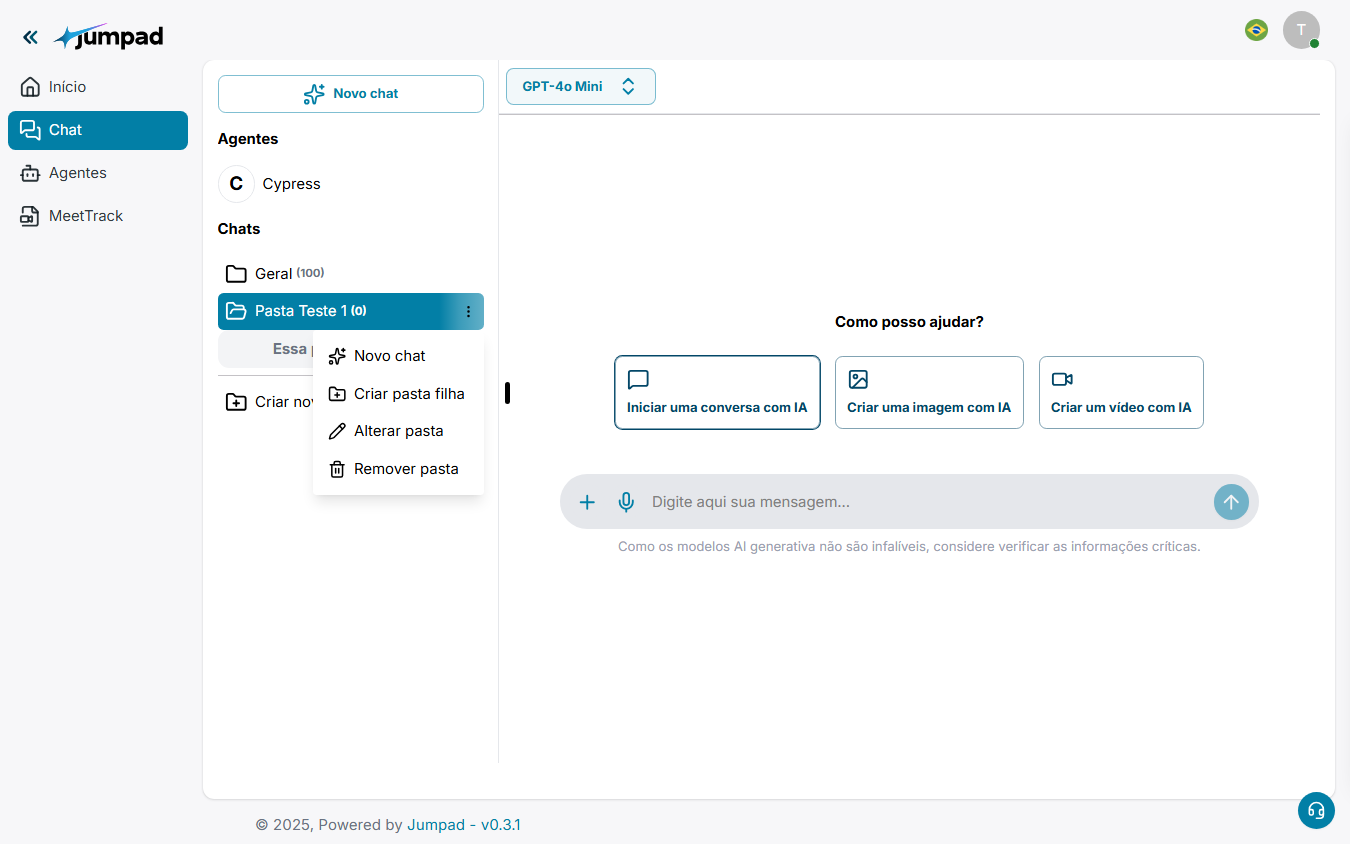 jumpad
T
Início
Chat
Agentes
MeetTrack
Novo chat
Agentes
C Cypress
Chats
Geral (100)
Pasta Teste 1 (0)
Essa
Criar
Novo chat
Criar pasta filha
Alterar pasta
Remover pasta
GPT-4o Mini
Como posso ajudar?
Iniciar uma conversa com IA
Criar uma imagem com IA
Criar um vídeo com IA
Digite aqui sua mensagem...
Como os modelos AI generativa não são infalíveis, considere verificar as informações críticas.
© 2025, Powered by Jumpad - v0.3.1